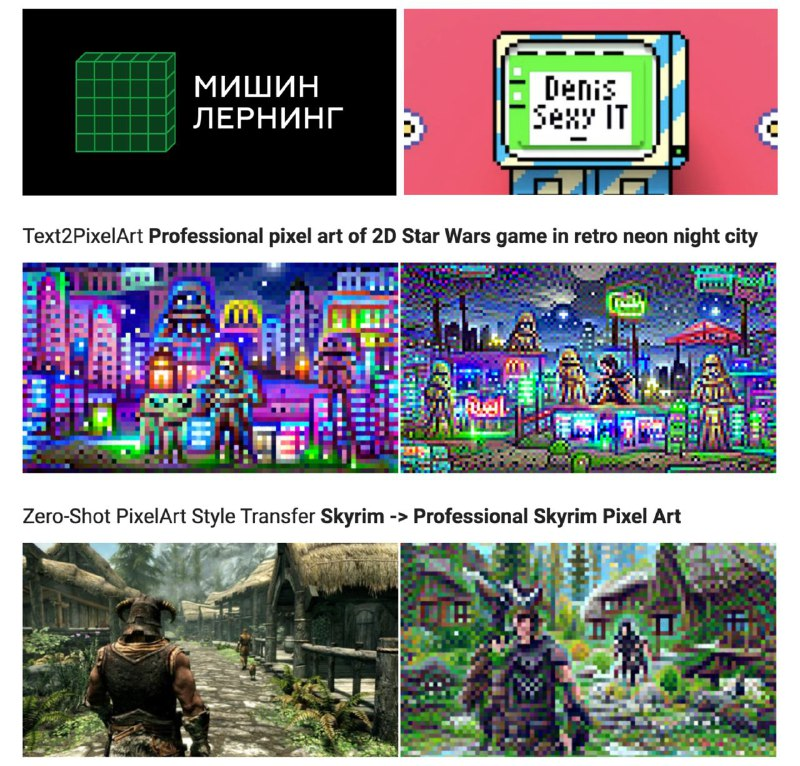 МИШИН
ЛЕРНИНГ
Denis
Sexy IT
Text2PixelArt Professional pixel art of 2D Star Wars game in retro neon night city
Zero-Shot PixelArt Style Transfer Skyrim -> Professional Skyrim Pixel Art